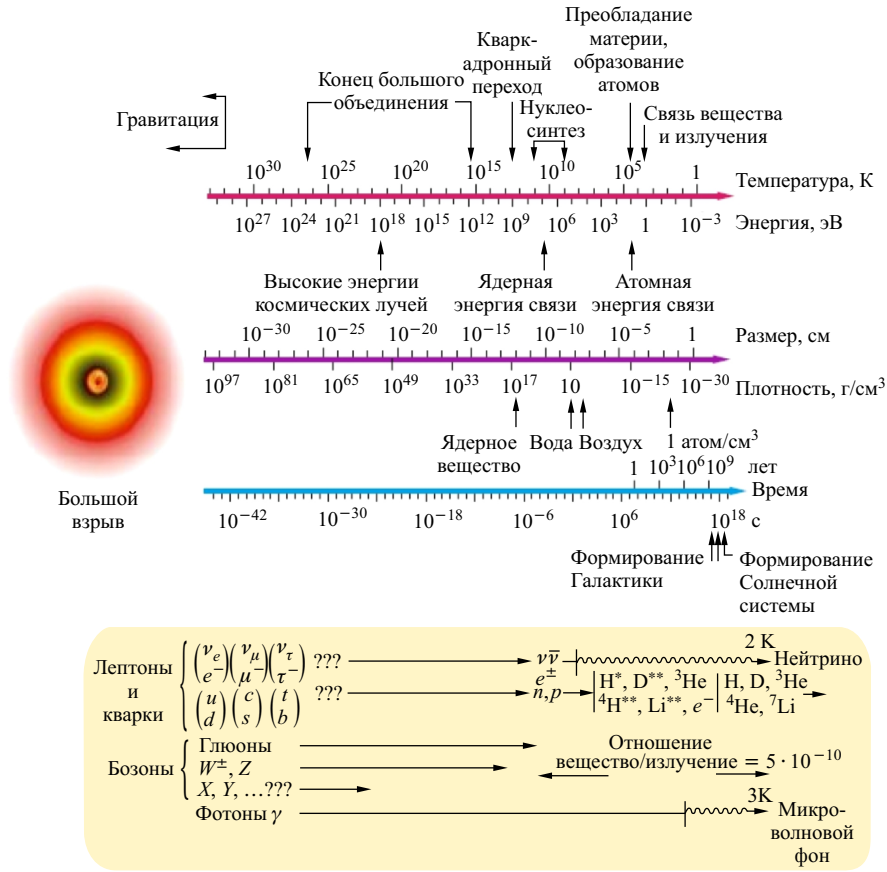 Преобладание
материи,
образование
атомов
Кварк-
адронный
переход
Конец большого
объединения
Нуклео-
синтез
Связь вещества
и излучения
Гравитация
10^30 10^25 10^20 10^15 10^10 10^5 1
Температура, К
10^27 10^24 10^21 10^18 10^15 10^12 10^9 10^6 10^3 1 10^−3
Энергия, эВ
Высокие энергии
космических лучей
Ядерная
энергия связи
Атомная
энергия связи
10^−30 10^−25 10^−20 10^−15 10^−10 10^−5 1
Размер, см
10^97 10^81 10^65 10^49 10^33 10^17 10 10^−15 10^−30
Плотность, г/см^3
Ядерное
вещество
Вода
Воздух
1 атом/см^3
1 10^3 10^6 10^9 лет
Время
10^−42 10^−30 10^−18 10^−6 10^6 10^18 с
Большой
взрыв
Формирование
Галактики
Формирование
Солнечной
системы
Лептоны
и
кварки
(ν_e e^−) (ν_μ μ^−) (ν_τ τ^−) ???
(u d) (c s) (t b) ???
νν̅
e^±
n, p
2 K
Нейтрино
H*, D**, ^3He
^4H**, Li**, e^−
H, D, ^3He
^4He, ^7Li
Бозоны
Глюоны
W^±, Z
X, Y, …???
Отношение
вещество/излучение = 5 · 10^−10
Фотоны γ
3K
Микро-
волновой
фон